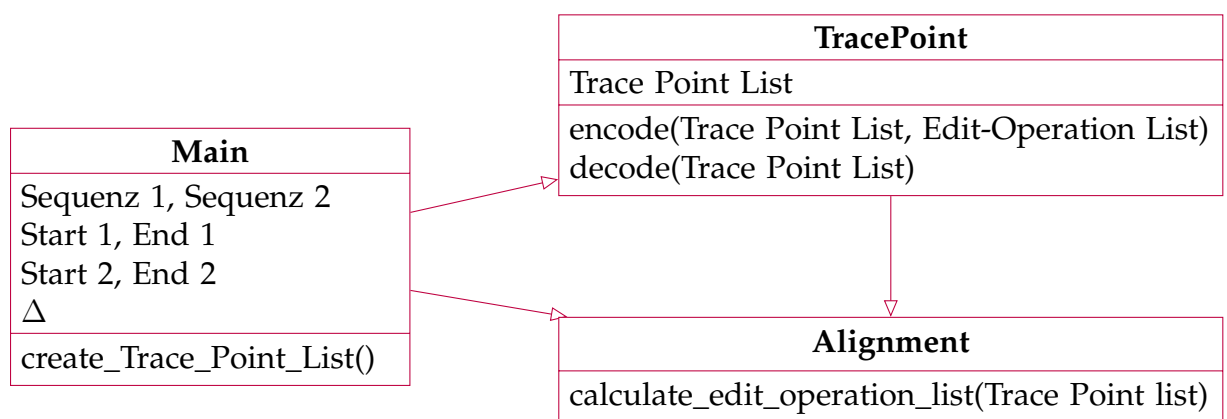 TracePoint
Trace Point List
encode(Trace Point List, Edit-Operation List)
decode(Trace Point List)
Main
Sequenz 1, Sequenz 2
Start 1, End 1
Start 2, End 2
Δ
create_Trace_Point_List()
Alignment
calculate_edit_operation_list(Trace Point list)